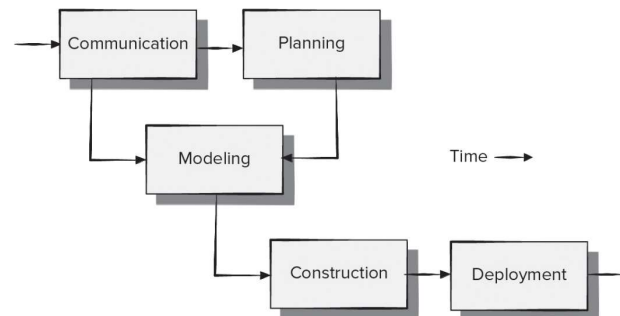 Communication
Planning
Modeling
Time
Construction
Deployment